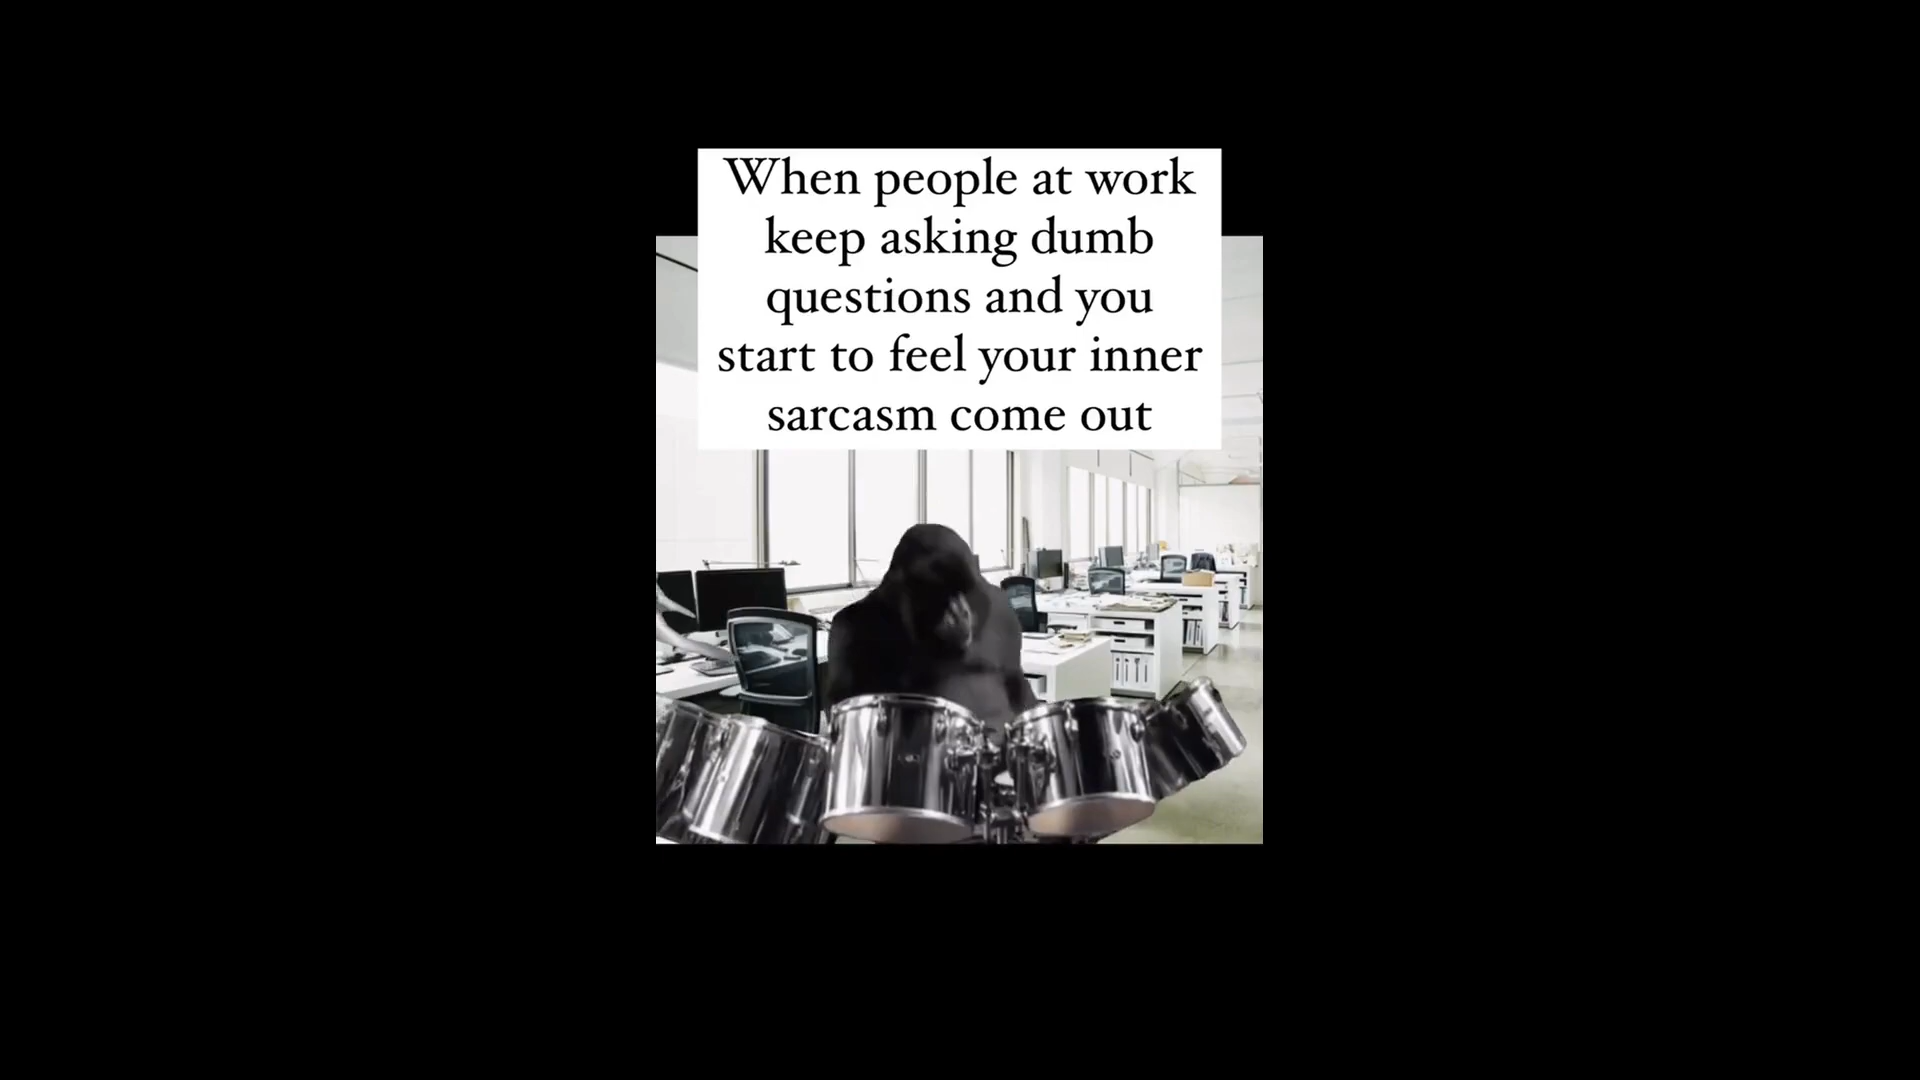 When people at work
keep asking dumb
questions and you
start to feel your inner
sarcasm come out